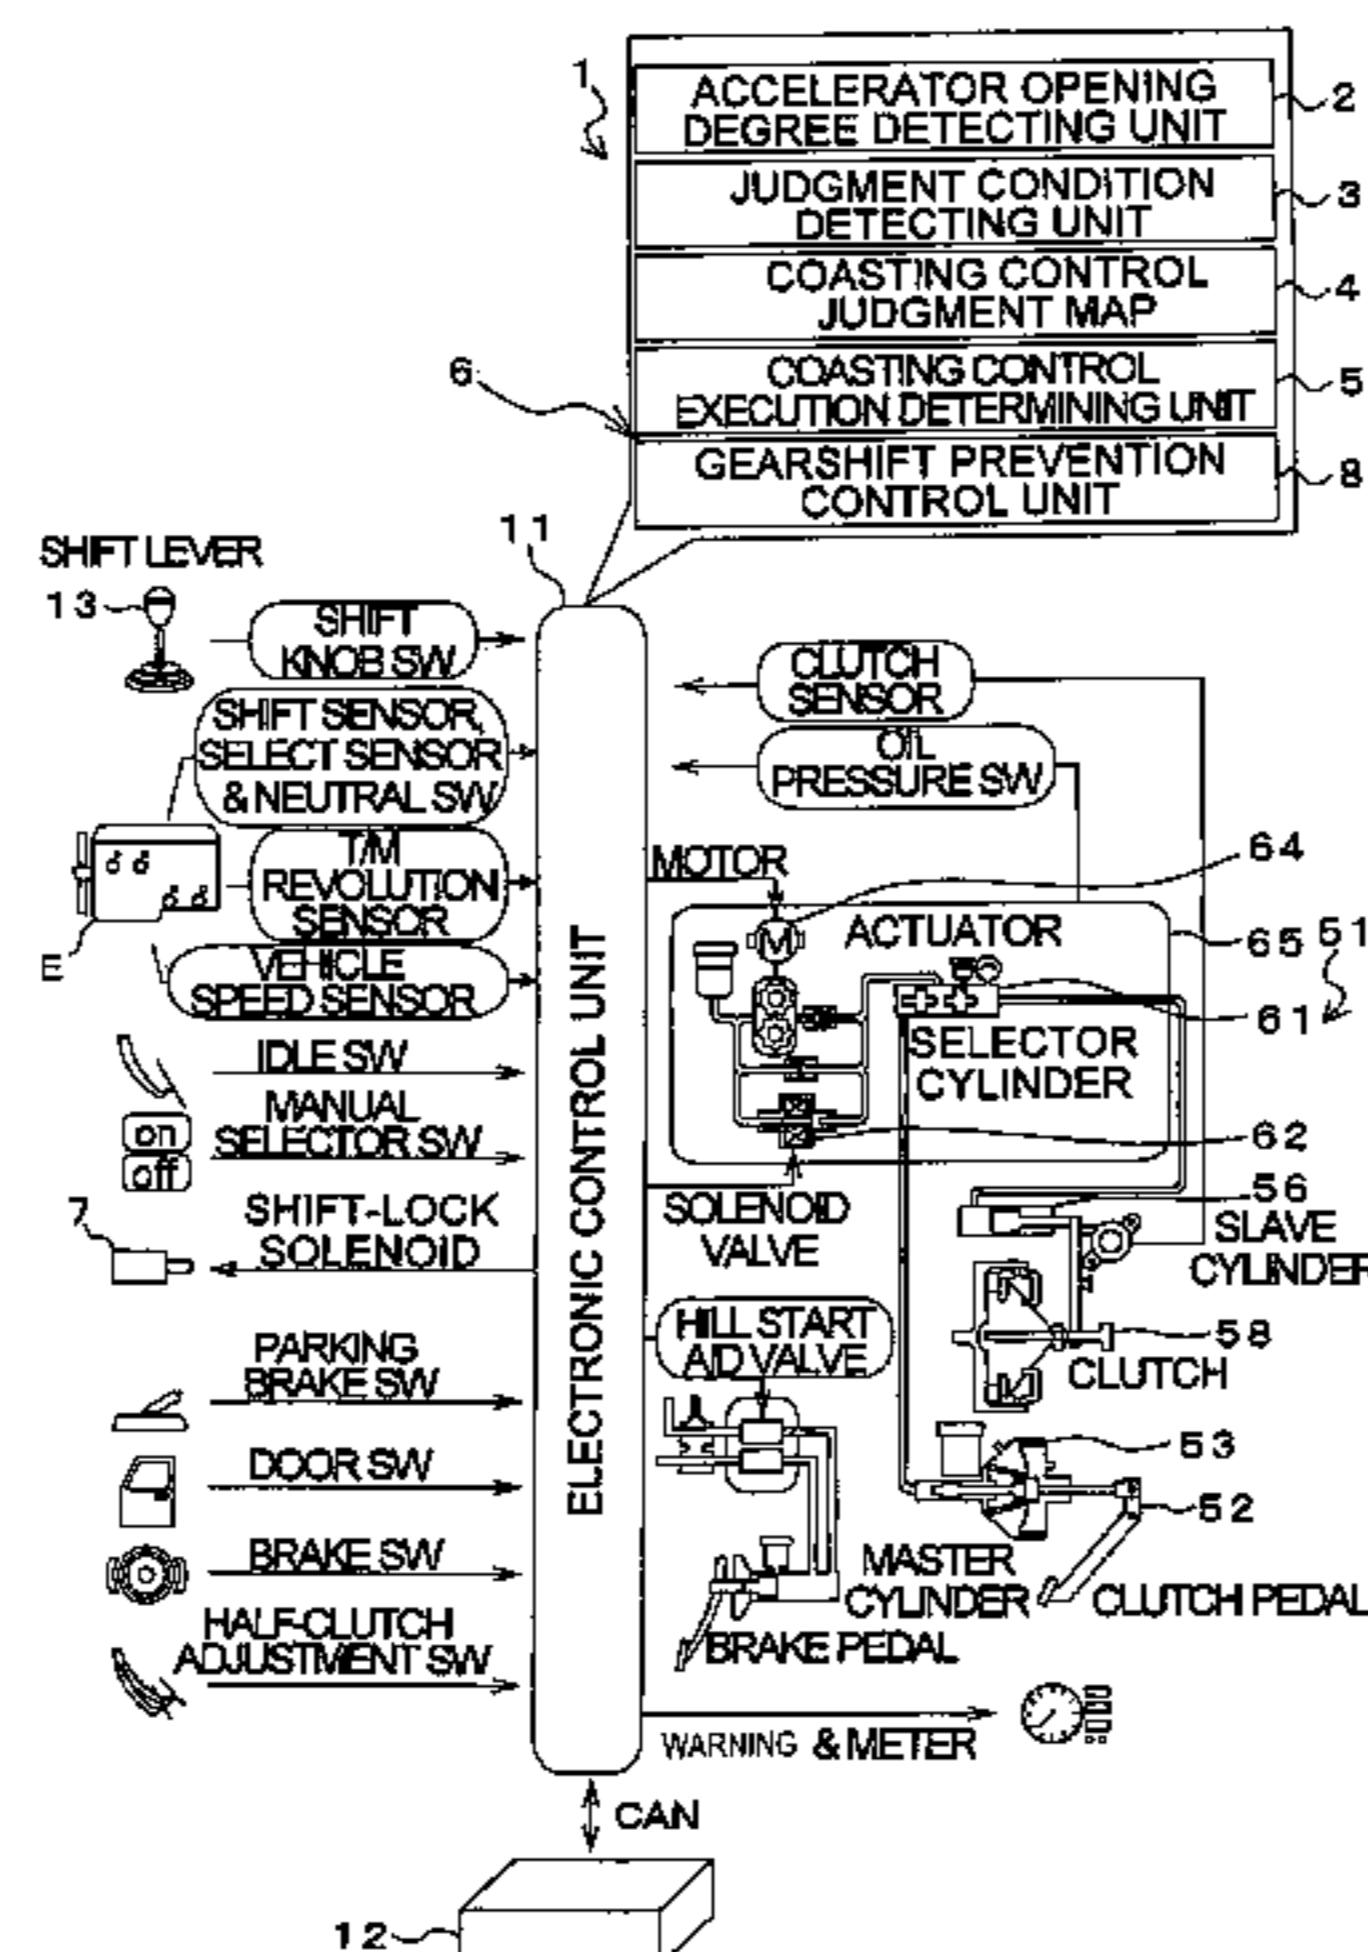 1
ACCELERATOR OPENING
DEGREE DETECTING UNIT
2
JUDGMENT CONDITION
DETECTING UNIT
3
COASTING CONTROL
JUDGMENT MAP
4
COASTING CONTROL
EXECUTION DETERMINING UNIT
5
6
GEARSHIFT PREVENTION
CONTROL UNIT
8
11
SHIFT LEVER
13
SHIFT
KNOB SW
SHIFT SENSOR,
SELECT SENSOR
& NEUTRAL SW
T/M
REVOLUTION
SENSOR
E
VEHICLE
SPEED SENSOR
IDLE SW
MANUAL
SELECTOR SW
on
off
7
SHIFT-LOCK
SOLENOID
PARKING
BRAKE SW
DOOR SW
BRAKE SW
HALF-CLUTCH
ADJUSTMENT SW
ELECTRONIC CONTROL UNIT
CLUTCH
SENSOR
OIL
PRESSURE SW
MOTOR
64
M
ACTUATOR
65
51
61
SELECTOR
CYLINDER
62
SOLENOID
VALVE
56
SLAVE
CYLINDER
HILL START
A/D VALVE
58
CLUTCH
53
52
MASTER
CYLINDER
CLUTCH PEDAL
BRAKE PEDAL
WARNING & METER
CAN
12